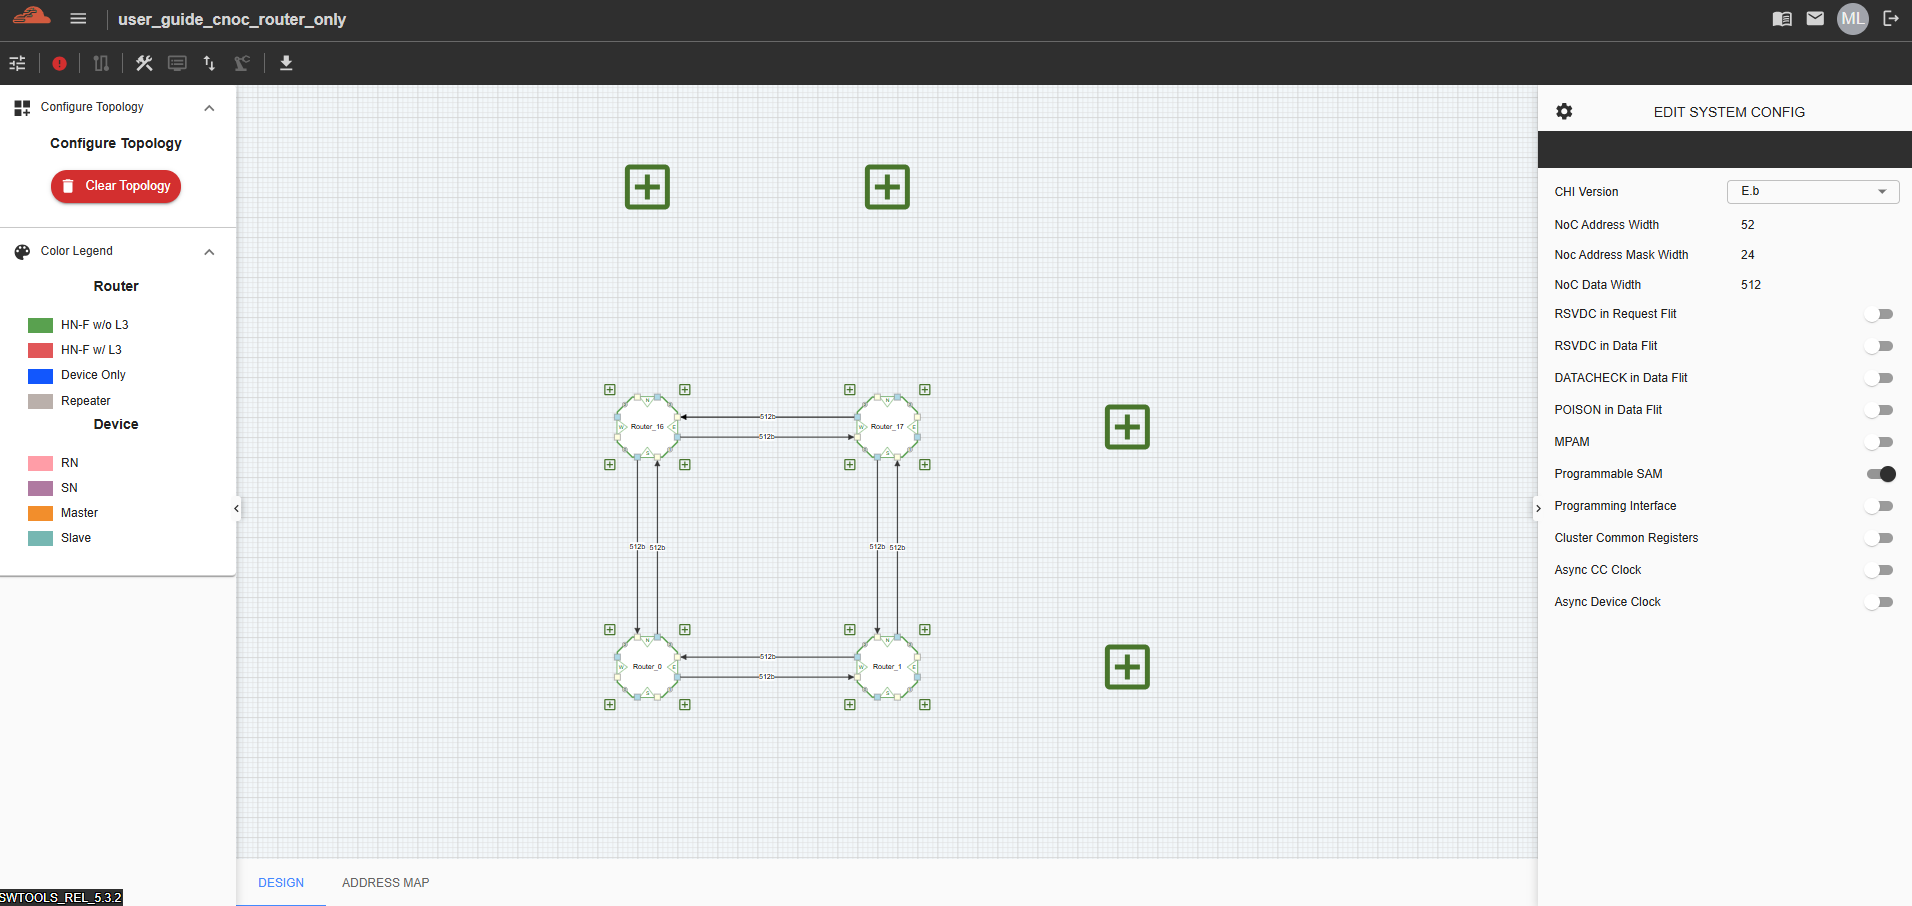 user_guide_cnoc_router_only
ML
Configure Topology
Configure Topology
Clear Topology
Color Legend
Router
HN-F w/o L3
HN-F w/ L3
Device Only
Repeater
Device
RN
SN
Master
Slave
SWTOOLS_REL_5.3.2
N
W Router_16 E
S
N
W Router_17 E
S
512b
512b
512b 512b
512b 512b
N
W Router_0 E
S
N
W Router_1 E
S
512b
512b
DESIGN ADDRESS MAP
EDIT SYSTEM CONFIG
CHI Version E.b
NoC Address Width 52
Noc Address Mask Width 24
NoC Data Width 512
RSVDC in Request Flit
RSVDC in Data Flit
DATACHECK in Data Flit
POISON in Data Flit
MPAM
Programmable SAM
Programming Interface
Cluster Common Registers
Async CC Clock
Async Device Clock